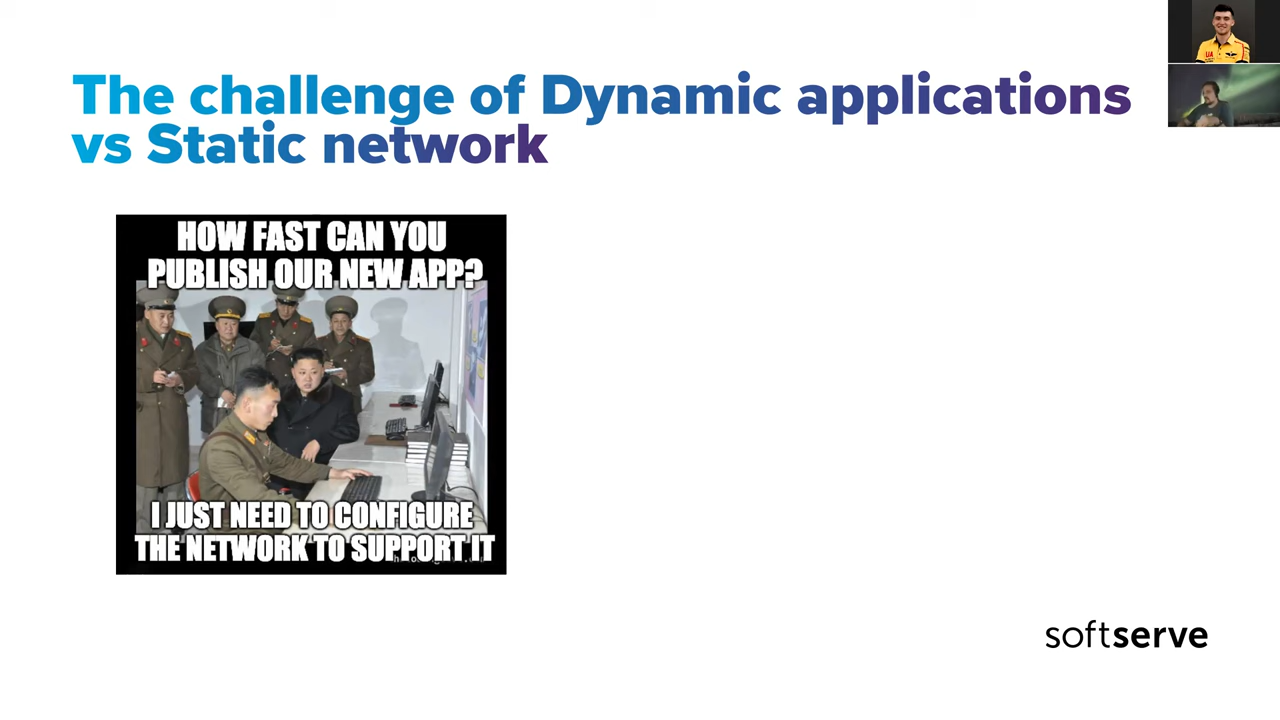 The challenge of Dynamic applications
vs Static network
HOW FAST CAN YOU
PUBLISH OUR NEW APP?
I JUST NEED TO CONFIGURE
THE NETWORK TO SUPPORT IT
softserve
UA